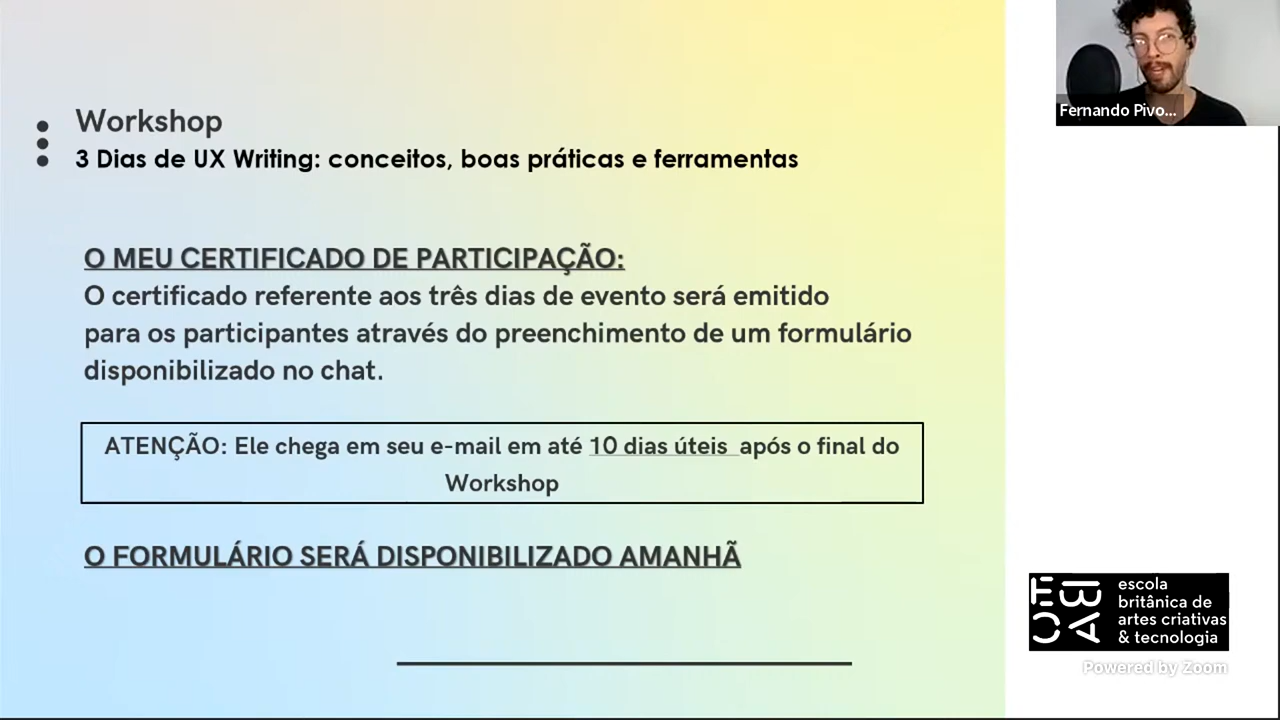 Workshop
3 Dias de UX Writing: conceitos, boas práticas e ferramentas
O MEU CERTIFICADO DE PARTICIPAÇÃO:
O certificado referente aos três dias de evento será emitido
para os participantes através do preenchimento de um formulário
disponibilizado no chat.
ATENÇÃO: Ele chega em seu e-mail em até 10 dias úteis após o final do
Workshop
O FORMULÁRIO SERÁ DISPONIBILIZADO AMANHÃ
Fernando Pivo...
EBAC
escola
britânica de
artes criativas
& tecnologia
Powered by Zoom